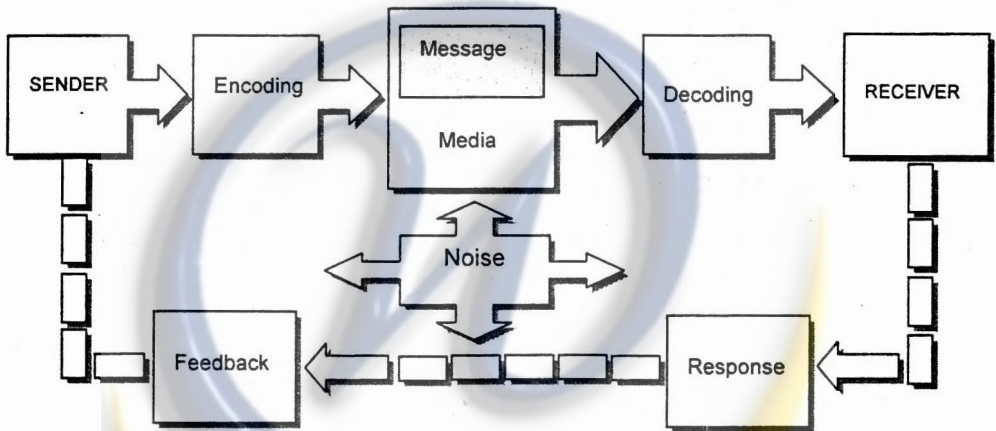 SENDER
Encoding
Message
Media
Decoding
RECEIVER
Noise
Feedback
Response